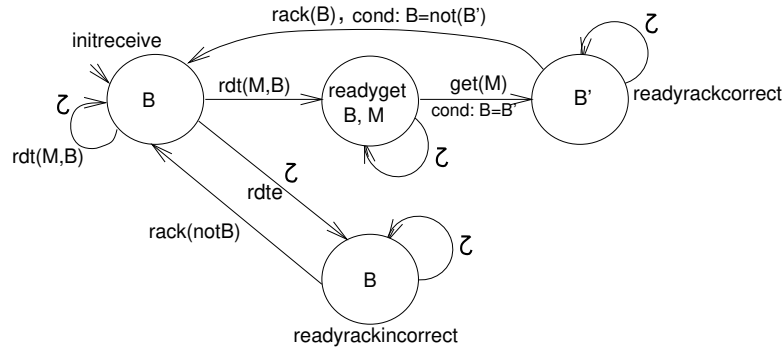 rack(B), cond: B=not(B')
initreceive
B
rdt(M,B)
readyget
B, M
get(M)
cond: B=B'
B'
readyrackcorrect
rdt(M,B)
rdte
rack(notB)
B
readyrackincorrect